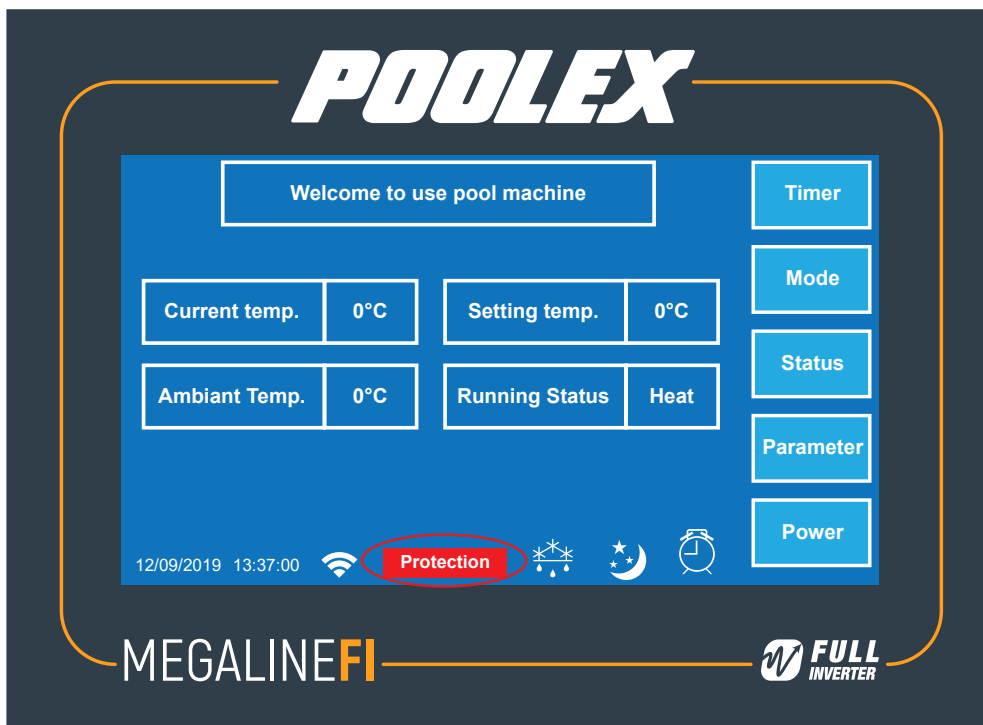 POOLEX
Welcome to use pool machine
Timer
Mode
Current temp. 0°C Setting temp. 0°C
Status
Ambiant Temp. 0°C Running Status Heat
Parameter
Power
12/09/2019 13:37:00 Protection
MEGALINEFI
FULL
INVERTER